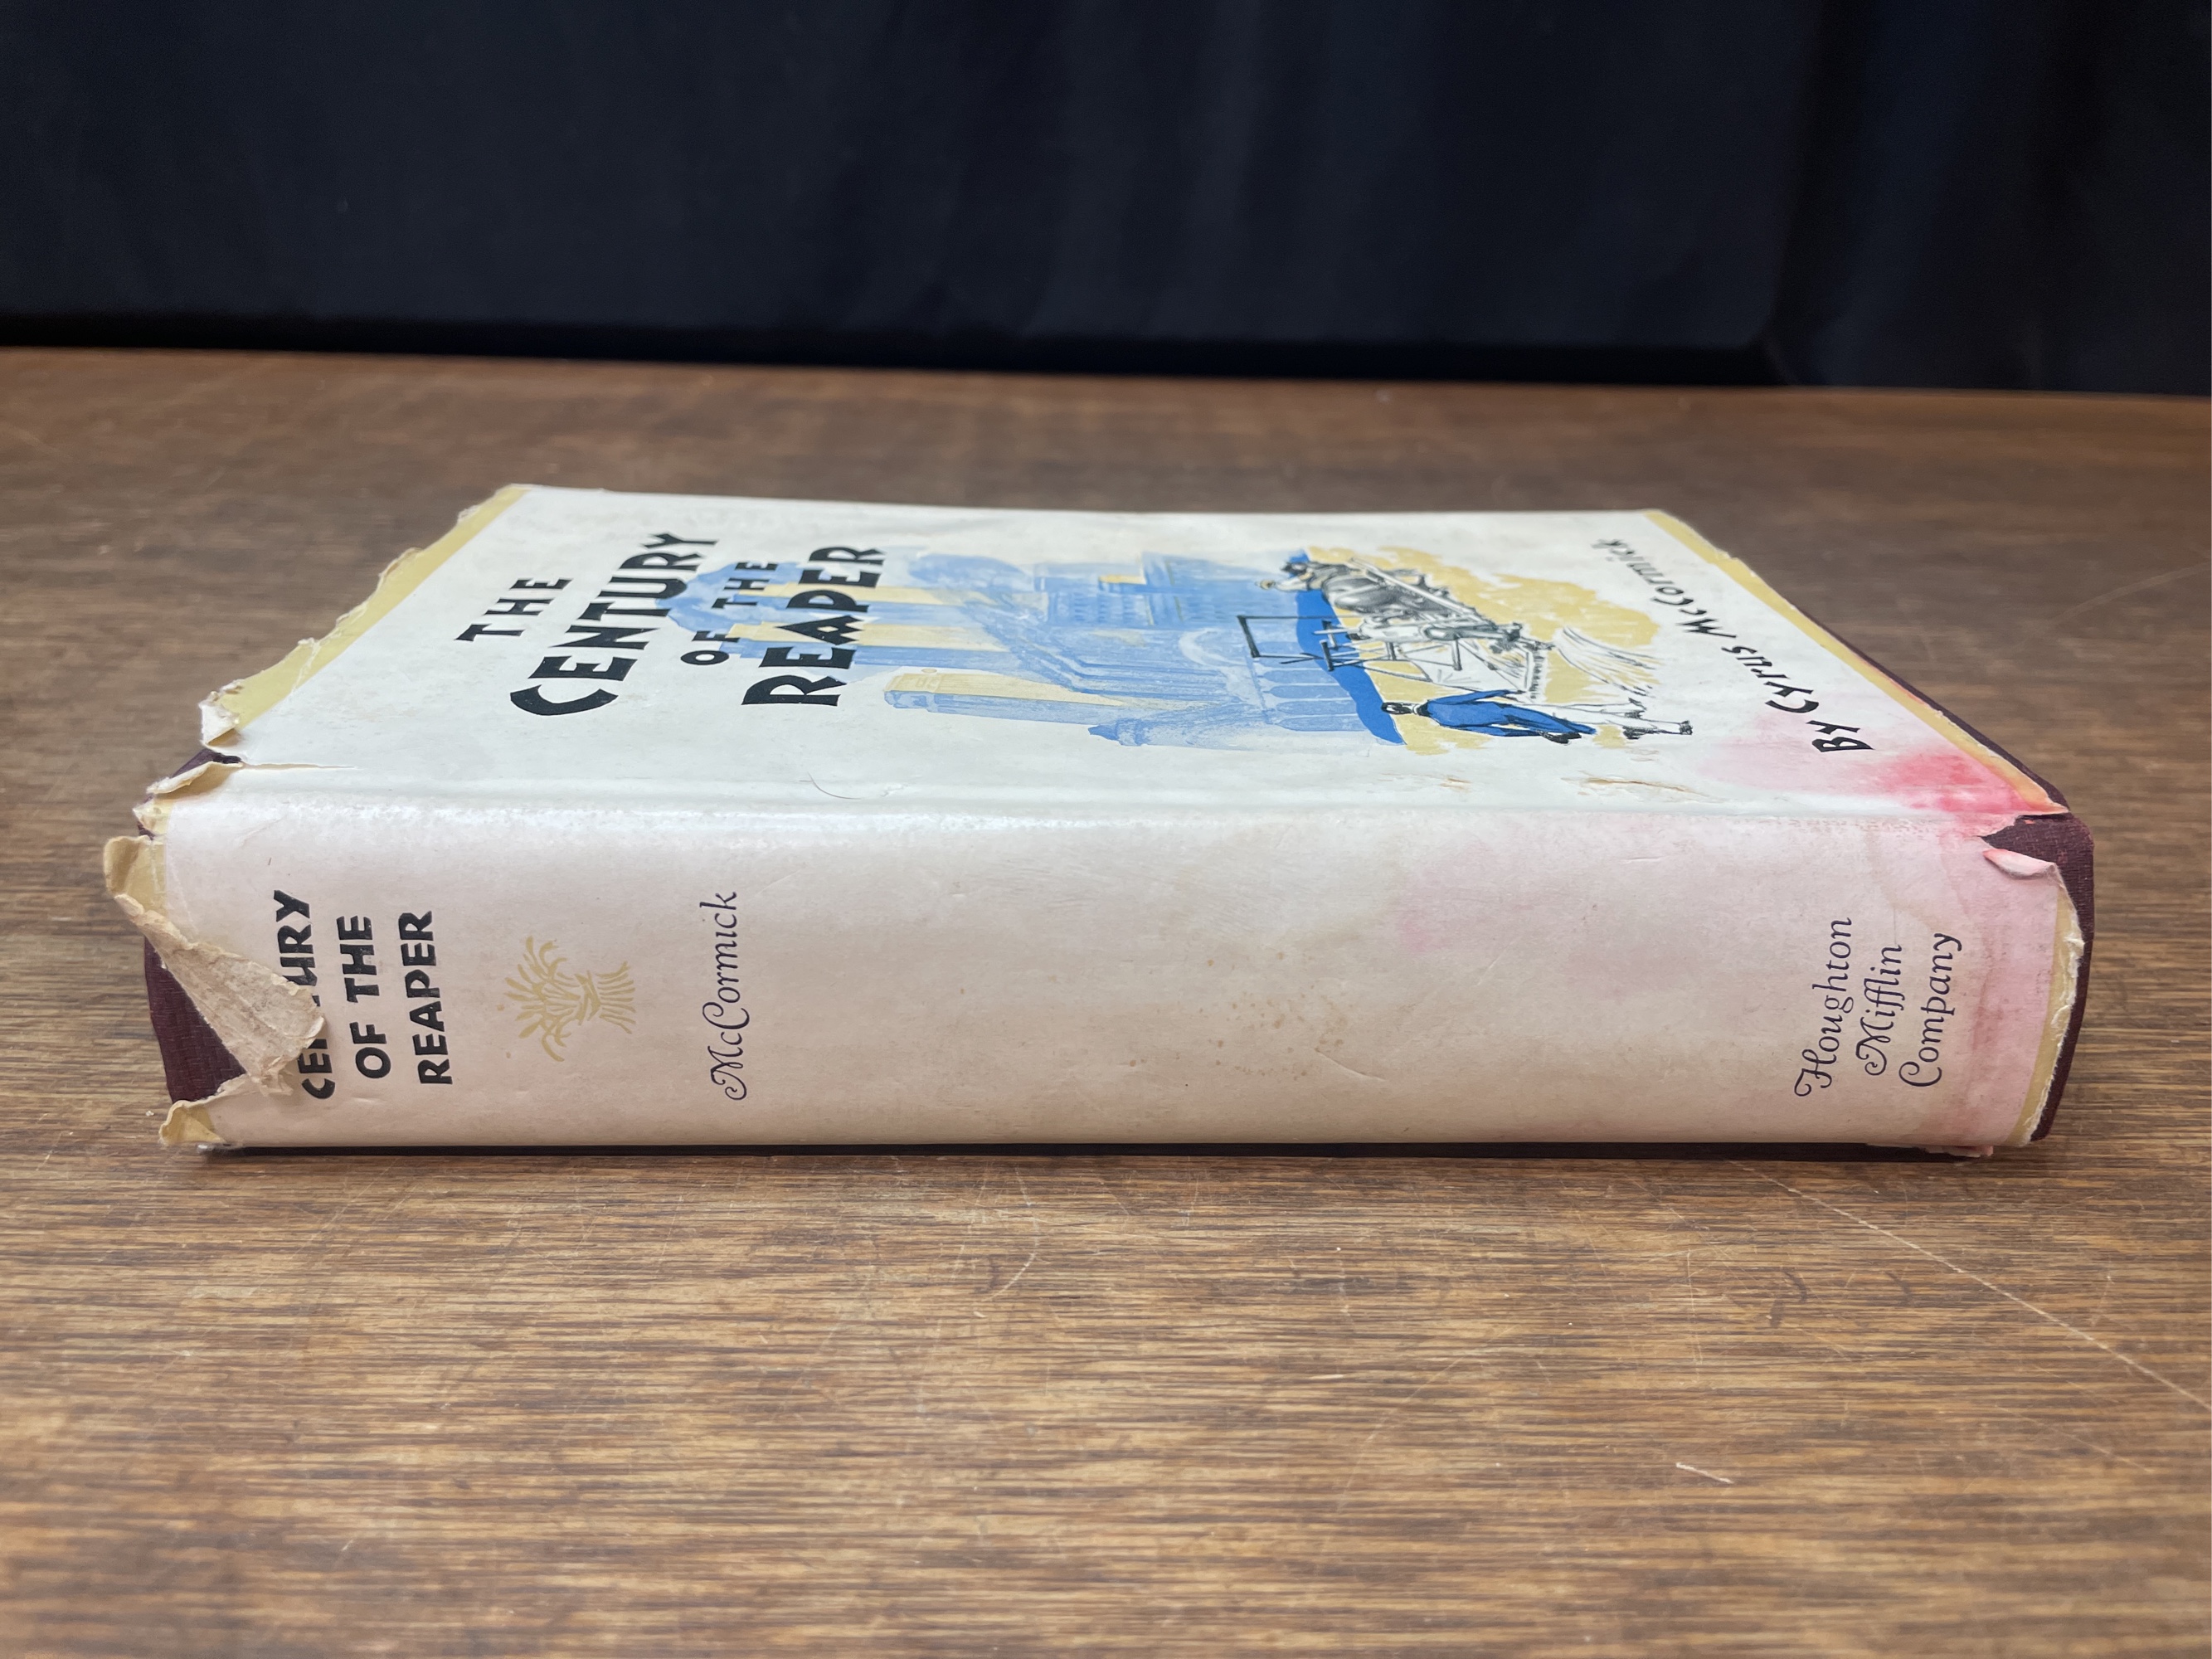 THE
CENTURY
OF THE
REAPER
BY Cyrus McCormick
CENTURY
OF THE
REAPER
McCormick
Houghton
Mifflin
Company